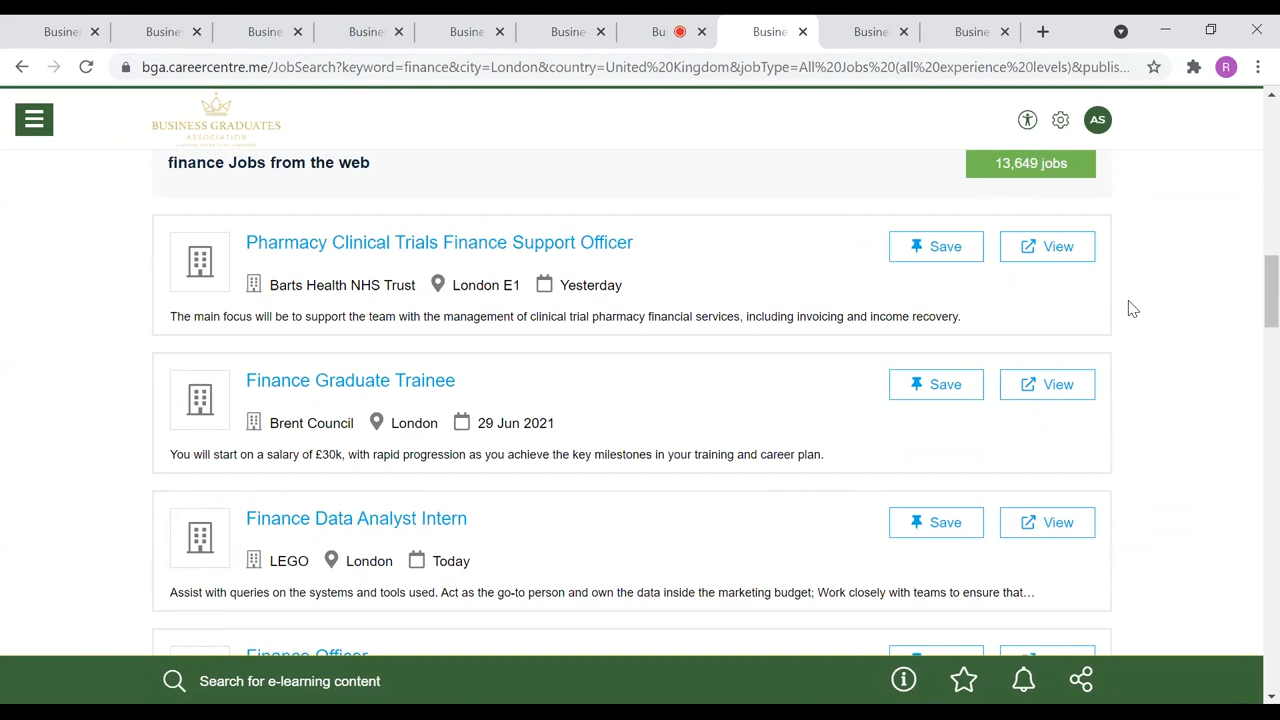 Busine Busine Busine Busine Busine Busine Bu Busine Busine Busine
bga.careercentre.me/JobSearch?keyword=finance&city=London&country=United%20Kingdom&jobType=All%20Jobs%20(all%20experience%20levels)&publis...
R
BUSINESS GRADUATES
ASSOCIATION
AS
finance Jobs from the web
13,649 jobs
Pharmacy Clinical Trials Finance Support Officer
Save
View
Barts Health NHS Trust London E1 Yesterday
The main focus will be to support the team with the management of clinical trial pharmacy financial services, including invoicing and income recovery.
Finance Graduate Trainee
Save
View
Brent Council London 29 Jun 2021
You will start on a salary of £30k, with rapid progression as you achieve the key milestones in your training and career plan.
Finance Data Analyst Intern
Save
View
LEGO London Today
Assist with queries on the systems and tools used. Act as the go-to person and own the data inside the marketing budget; Work closely with teams to ensure that...
Finance Officer
Search for e-learning content